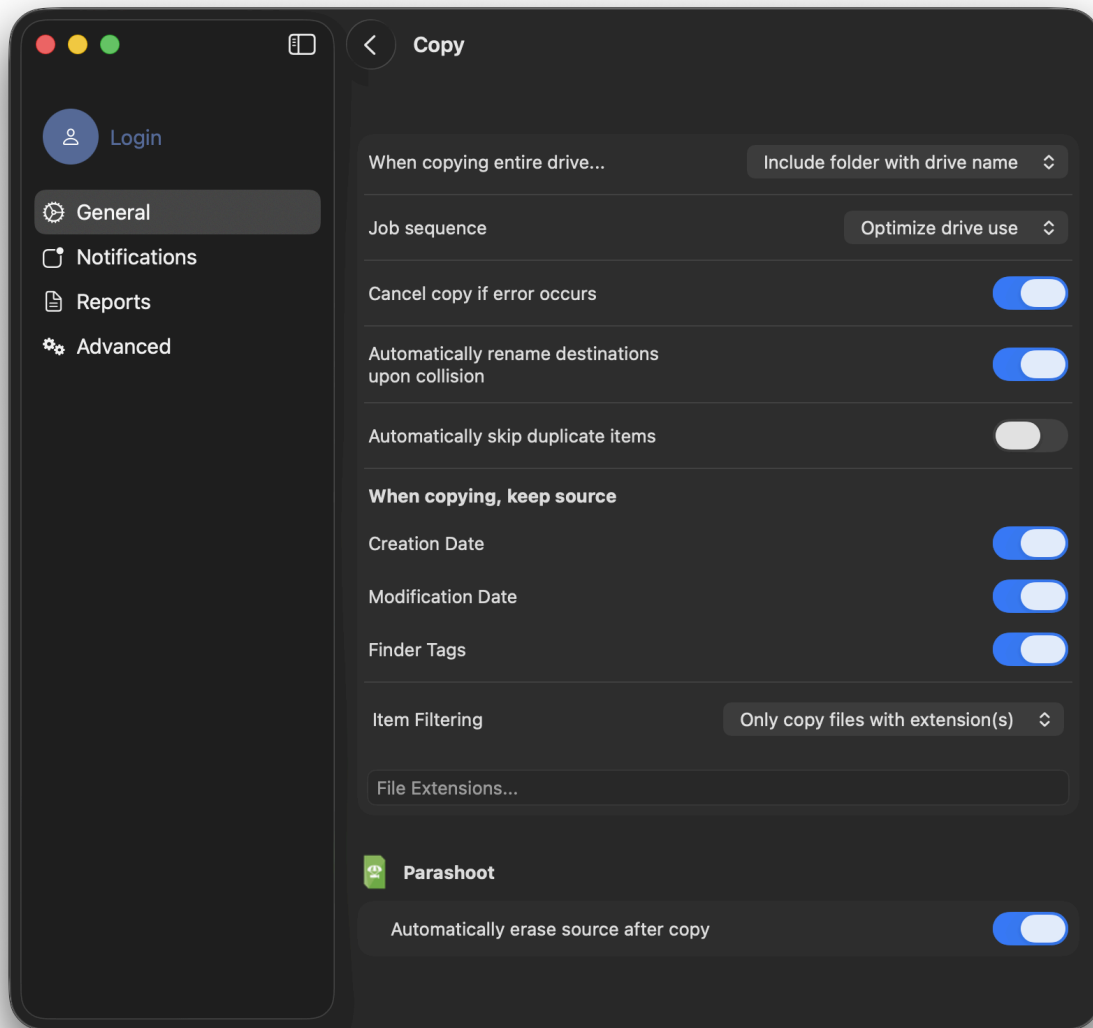 Copy
Login
General
Notifications
Reports
Advanced
When copying entire drive...
Include folder with drive name
Job sequence
Optimize drive use
Cancel copy if error occurs
Automatically rename destinations
upon collision
Automatically skip duplicate items
When copying, keep source
Creation Date
Modification Date
Finder Tags
Item Filtering
Only copy files with extension(s)
File Extensions...
Parashoot
Automatically erase source after copy